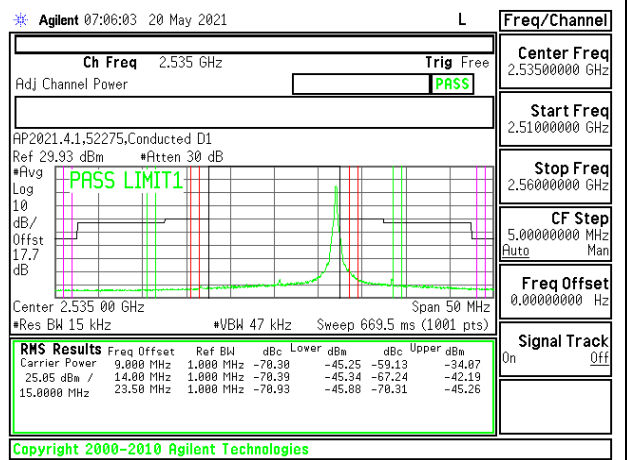 Agilent 07:06:03 20 May 2021 L
Freq/Channel
Ch Freq 2.535 GHz Trig Free
Adj Channel Power PASS
AP2021.4.1,52275,Conducted D1
Ref 29.93 dBm #Atten 30 dB
#Avg
Log
10
dB/
Offst
17.7
dB
PASS LIMIT1
Center 2.535 00 GHz Span 50 MHz
#Res BW 15 kHz #VBW 47 kHz Sweep 669.5 ms (1001 pts)
RMS Results Freq Offset Ref BW dBc Lower dBm dBc Upper dBm
Carrier Power 9.000 MHz 1.000 MHz -70.30 -45.25 -59.13 -34.07
25.05 dBm / 14.00 MHz 1.000 MHz -70.39 -45.34 -67.24 -42.19
15.0000 MHz 23.50 MHz 1.000 MHz -70.93 -45.88 -70.31 -45.26
Copyright 2000-2010 Agilent Technologies
Center Freq
2.53500000 GHz
Start Freq
2.51000000 GHz
Stop Freq
2.56000000 GHz
CF Step
5.00000000 MHz
Auto Man
Freq Offset
0.00000000 Hz
Signal Track
On Off